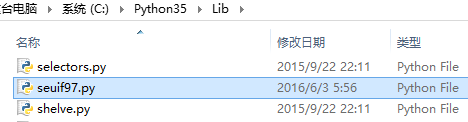 台电脑 › 系统 (C:) › Python35 › Lib ›
名称 修改日期 类型
selectors.py 2015/9/22 22:11 Python File
seuif97.py 2016/6/3 5:56 Python File
shelve.py 2015/9/22 22:11 Python File